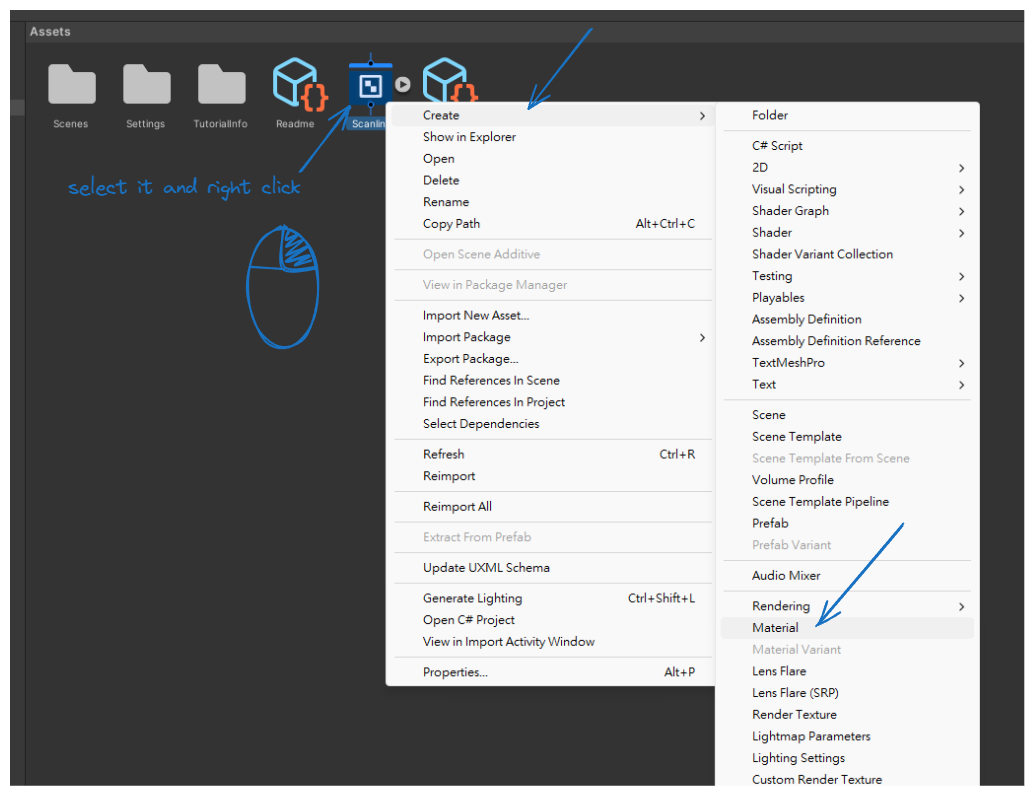 Assets
Scenes
Settings
TutorialInfo
Readme
Scanlin
select it and right click
Create
Show in Explorer
Open
Delete
Rename
Copy Path Alt+Ctrl+C
Open Scene Additive
View in Package Manager
Import New Asset...
Import Package
Export Package...
Find References In Scene
Find References In Project
Select Dependencies
Refresh Ctrl+R
Reimport
Reimport All
Extract From Prefab
Update UXML Schema
Generate Lighting Ctrl+Shift+L
Open C# Project
View in Import Activity Window
Properties... Alt+P
Folder
C# Script
2D
Visual Scripting
Shader Graph
Shader
Shader Variant Collection
Testing
Playables
Assembly Definition
Assembly Definition Reference
TextMeshPro
Text
Scene
Scene Template
Scene Template From Scene
Volume Profile
Scene Template Pipeline
Prefab
Prefab Variant
Audio Mixer
Rendering
Material
Material Variant
Lens Flare
Lens Flare (SRP)
Render Texture
Lightmap Parameters
Lighting Settings
Custom Render Texture